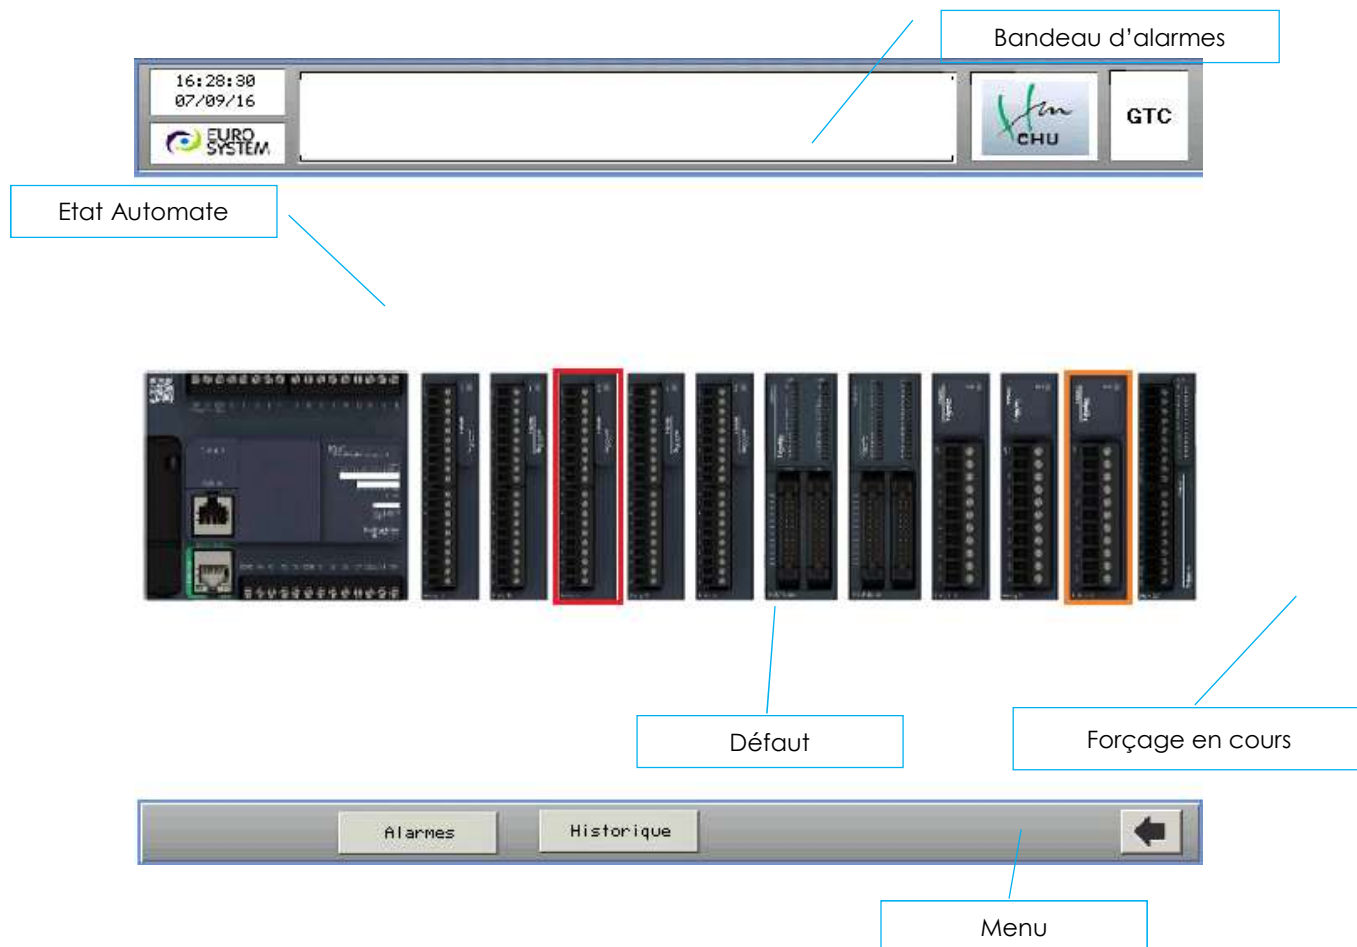 Bandeau d’alarmes
16:28:30
07/09/16
EURO
SYSTEM
CHU
GTC
Etat Automate
Défaut
Forçage en cours
Alarmes
Historique
Menu